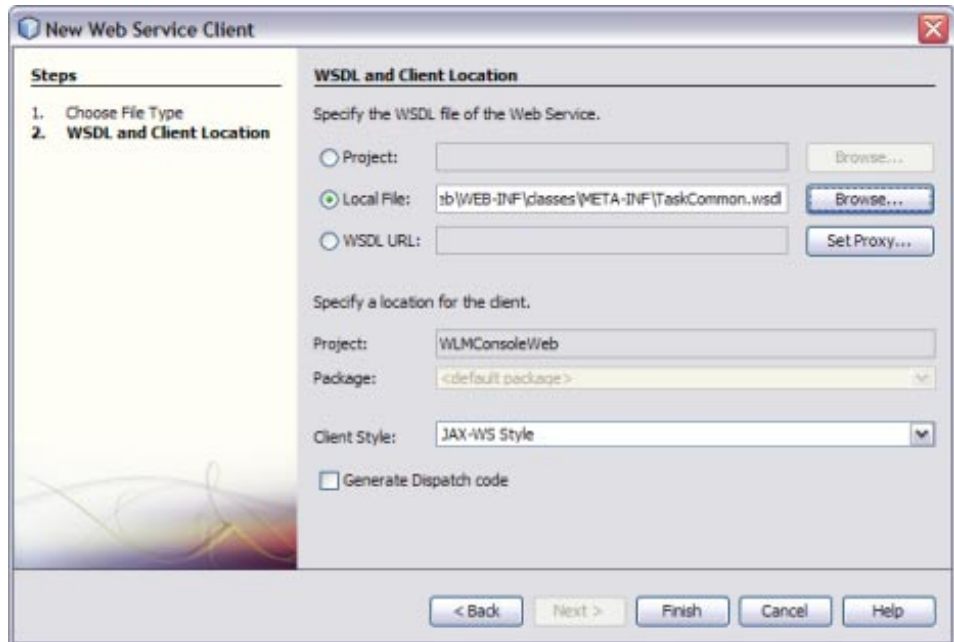 New Web Service Client
Steps
1. Choose File Type
2. WSDL and Client Location
WSDL and Client Location
Specify the WSDL file of the Web Service.
Project:
Browse...
Local File: eb\WEB-INF\classes\META-INF\TaskCommon.wsdl Browse...
WSDL URL: Set Proxy...
Specify a location for the client.
Project: WLMConsoleWeb
Package: <default package>
Client Style: JAX-WS Style
Generate Dispatch code
< Back Next > Finish Cancel Help